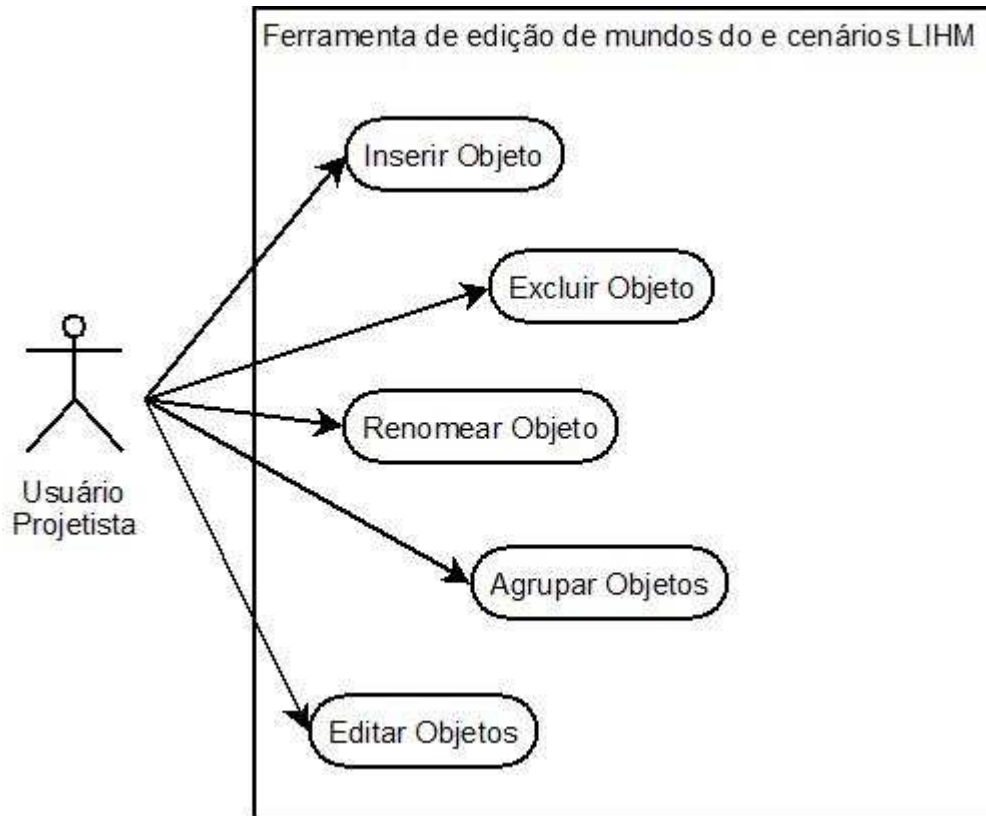 Ferramenta de edição de mundos do e cenários LIHM
Inserir Objeto
Excluir Objeto
Renomear Objeto
Usuário
Projetista
Agrupar Objetos
Editar Objetos